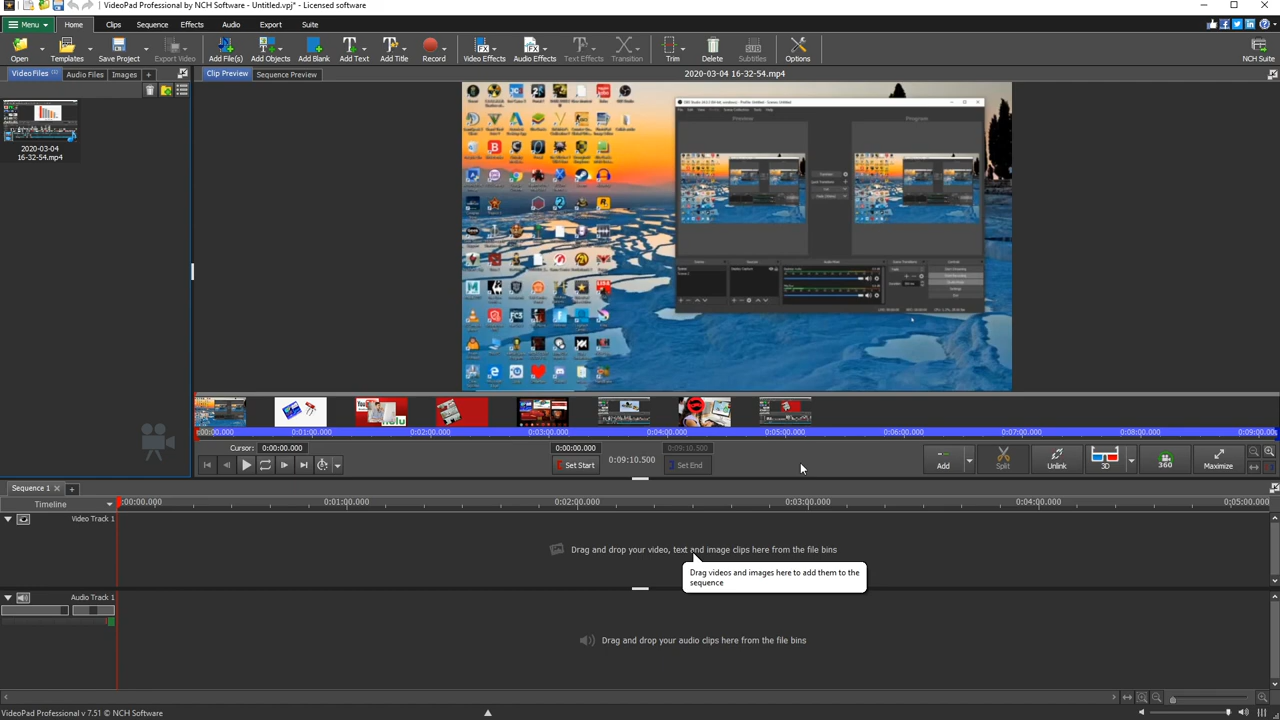 VideoPad Professional by NCH Software - Untitled.vpj* - Licensed software
Menu Home Clips Sequence Effects Audio Export Suite
Open Templates Save Project Export Video Add File(s) Add Objects Add Blank Add Text Add Title Record Video Effects Audio Effects Text Effects Transition Trim Delete Subtitles Options NCH Suite
Video Files Audio Files Images + Clip Preview Sequence Preview 2020-03-04 16-32-54.mp4
2020-03-04
16-32-54.mp4
0:01:00.000 0:02:00.000 0:03:00.000 0:04:00.000 0:05:00.000 0:06:00.000 0:07:00.000 0:08:00.000 0:09:00.000
Cursor: 0:00:00.000 0:00:00.000 0:09:10.500
Set Start 0:09:10.500 Set End Add Split Unlink 3D 360 Maximize
Sequence 1
Timeline :00:00.000 0:01:00.000 0:02:00.000 0:03:00.000 0:04:00.000 0:05:00.000
Video Track 1
Drag and drop your video, text and image clips here from the file bins
Drag videos and images here to add them to the
sequence
Audio Track 1
Drag and drop your audio clips here from the file bins
VideoPad Professional v 7.51 © NCH Software